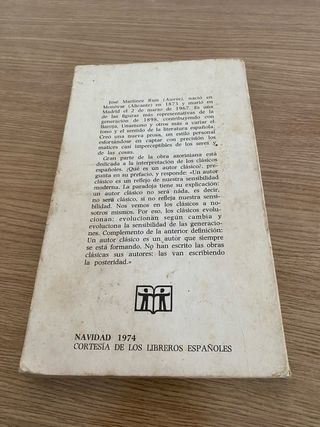 José Martínez Ruiz (Azorín), nació en
Monóvar (Alicante) en 1873 y murió en
Madrid el 2 de marzo de 1967. Es una
de las figuras más representativas de la
generación de 1898, contribuyendo con
Baroja, Unamuno y otros más a variar el
tono y el sentido de la literatura española.
Creó una nueva prosa, un estilo personal
esforzándose en captar con precisión los
matices casi imperceptibles de los seres y
de las cosas.
Gran parte de la obra azoriniana está
dedicada a la interpretación de los clásicos
españoles. ¿Qué es un autor clásico?, pre-
gunta en su prefacio, y responde: «Un autor
clásico es un reflejo de nuestra sensibilidad
moderna. La paradoja tiene su explicación:
un autor clásico no será nada, es decir,
no será clásico, si no refleja nuestra sen-
sibilidad. Nos vemos en los clásicos a no-
sotros mismos. Por eso, los clásicos evolu-
cionan: evolucionan según cambia y
evoluciona la sensibilidad de las generacio-
nes. Complemento de la anterior definición:
Un autor clásico es un autor que siempre
se está formando. No han escrito las obras
clásicas sus autores: las van escribiendo
la posteridad.»
NAVIDAD 1974
CORTESÍA DE LOS LIBREROS ESPAÑOLES